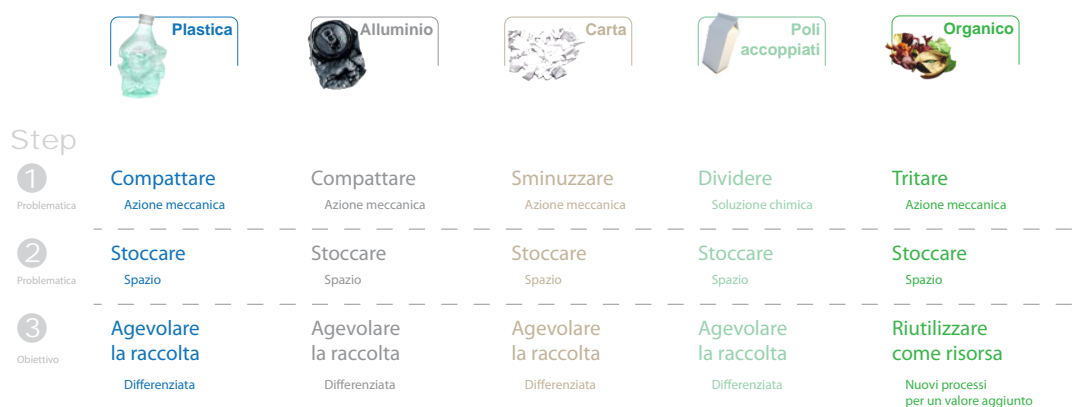 Plastica
Alluminio
Carta
Poli
accoppiati
Organico
Step
1
Problematica
Compattare
Azione meccanica
Compattare
Azione meccanica
Sminuzzare
Azione meccanica
Dividere
Soluzione chimica
Tritare
Azione meccanica
2
Problematica
Stoccare
Spazio
Stoccare
Spazio
Stoccare
Spazio
Stoccare
Spazio
Stoccare
Spazio
3
Obiettivo
Agevolare
la raccolta
Differenziata
Agevolare
la raccolta
Differenziata
Agevolare
la raccolta
Differenziata
Agevolare
la raccolta
Differenziata
Riutilizzare
come risorsa
Nuovi processi
per un valore aggiunto